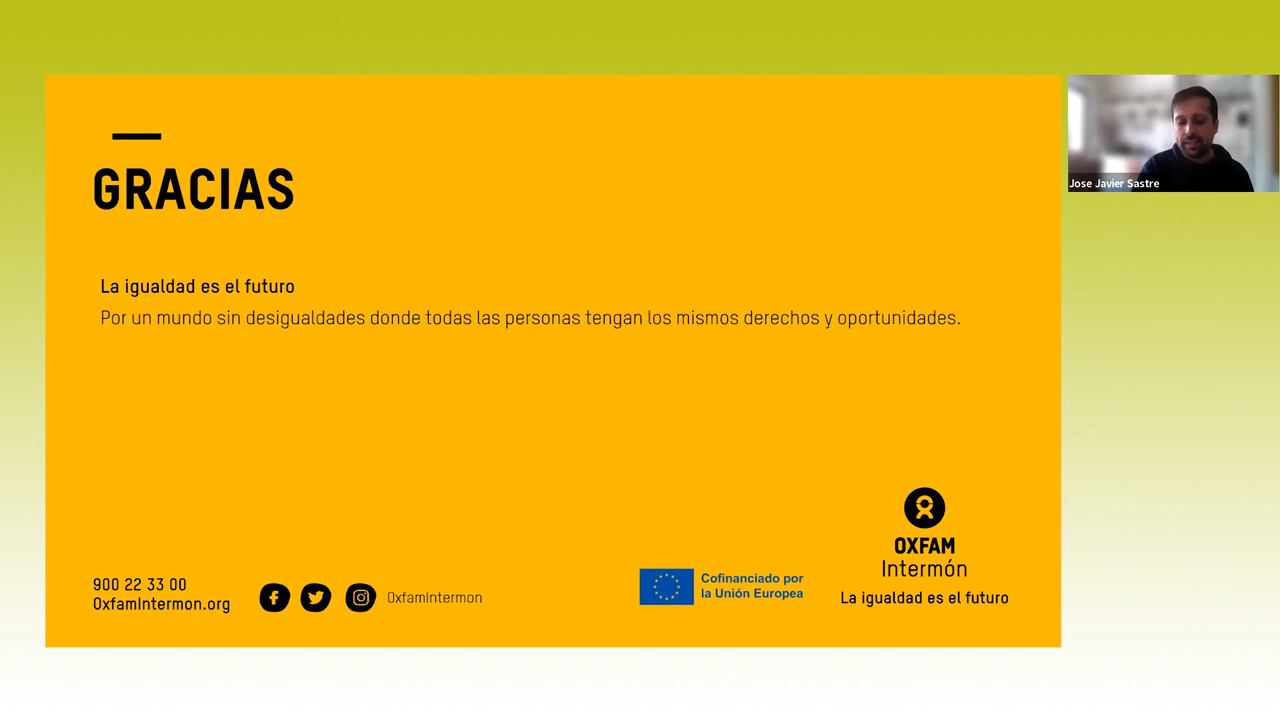 GRACIAS
La igualdad es el futuro
Por un mundo sin desigualdades donde todas las personas tengan los mismos derechos y oportunidades.
900 22 33 00
OxfamIntermon.org
OxfamIntermon
Cofinanciado por
la Unión Europea
OXFAM
Intermón
La igualdad es el futuro
Jose Javier Sastre